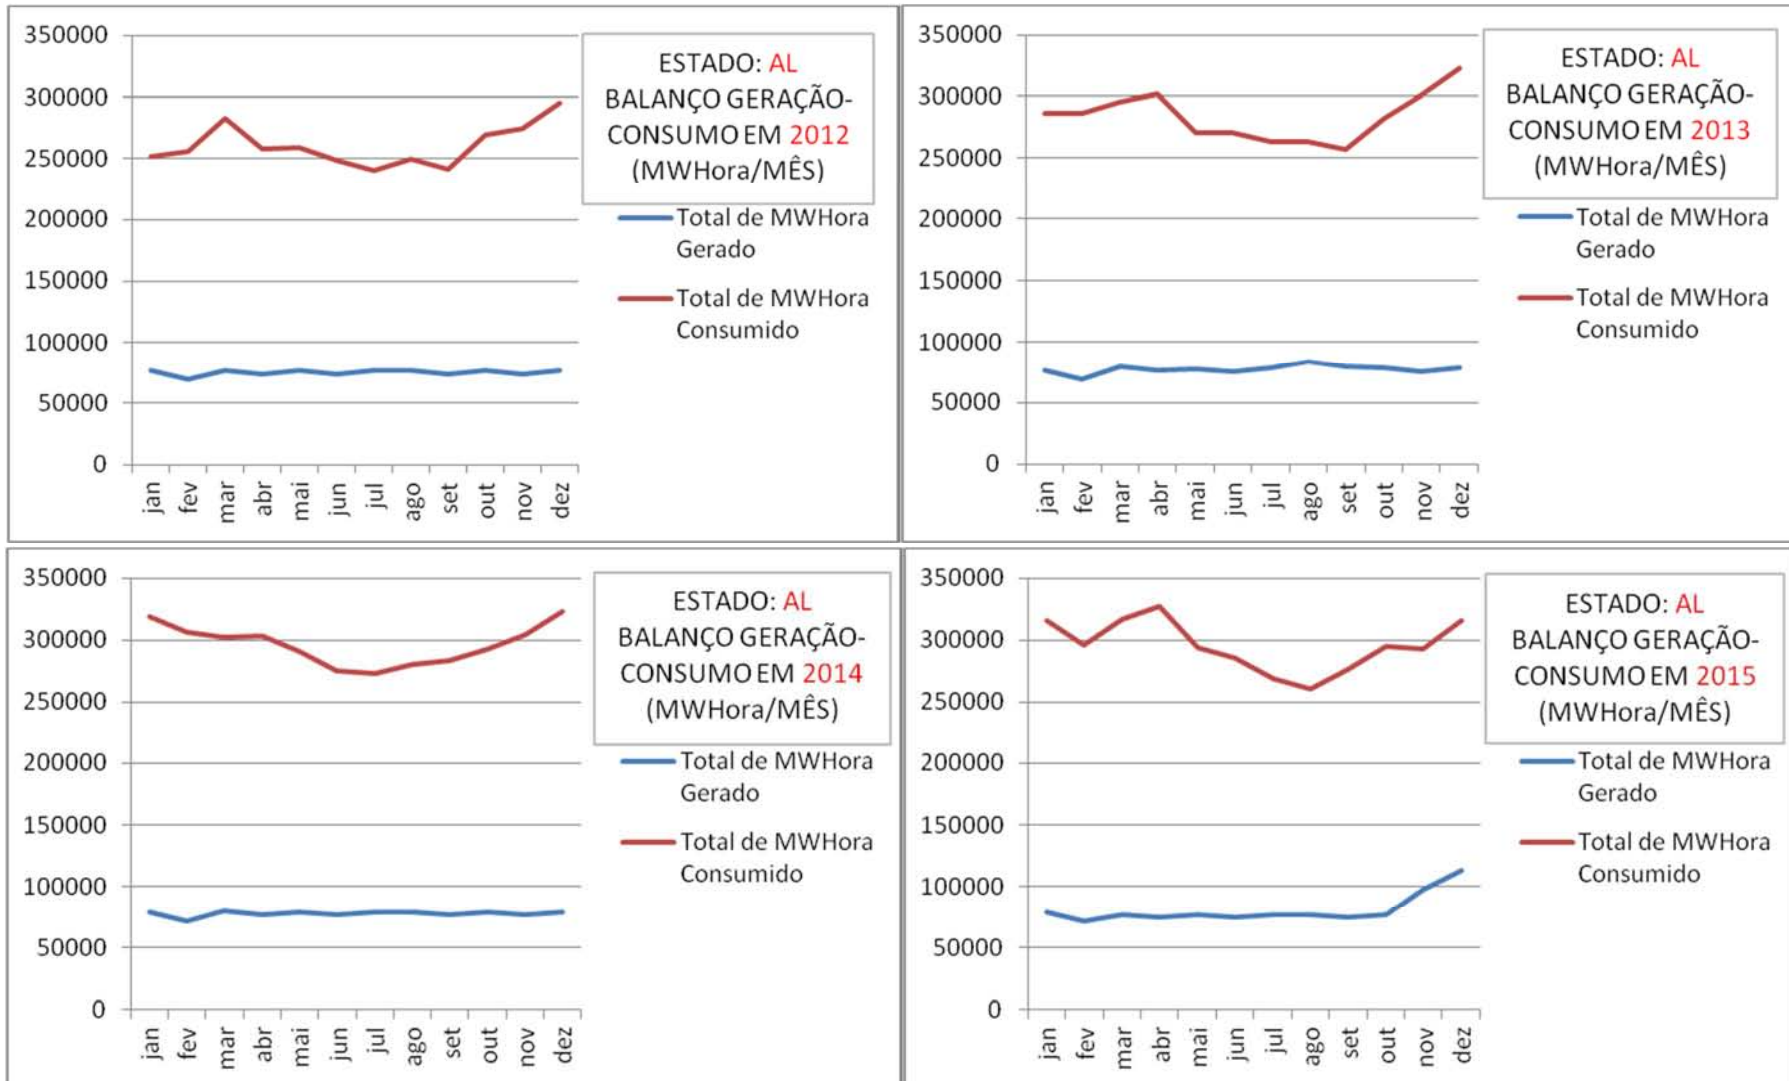 350000
300000
250000
200000
150000
100000
50000
0
jan
fev
mar
abr
mai
jun
jul
ago
set
out
nov
dez
ESTADO: AL
BALANÇO GERAÇÃO-
CONSUMO EM 2012
(MWHora/MÊS)
Total de MWHora
Gerado
Total de MWHora
Consumido
350000
300000
250000
200000
150000
100000
50000
0
jan
fev
mar
abr
mai
jun
jul
ago
set
out
nov
dez
ESTADO: AL
BALANÇO GERAÇÃO-
CONSUMO EM 2013
(MWHora/MÊS)
Total de MWHora
Gerado
Total de MWHora
Consumido
350000
300000
250000
200000
150000
100000
50000
0
jan
fev
mar
abr
mai
jun
jul
ago
set
out
nov
dez
ESTADO: AL
BALANÇO GERAÇÃO-
CONSUMO EM 2014
(MWHora/MÊS)
Total de MWHora
Gerado
Total de MWHora
Consumido
350000
300000
250000
200000
150000
100000
50000
0
jan
fev
mar
abr
mai
jun
jul
ago
set
out
nov
dez
ESTADO: AL
BALANÇO GERAÇÃO-
CONSUMO EM 2015
(MWHora/MÊS)
Total de MWHora
Gerado
Total de MWHora
Consumido